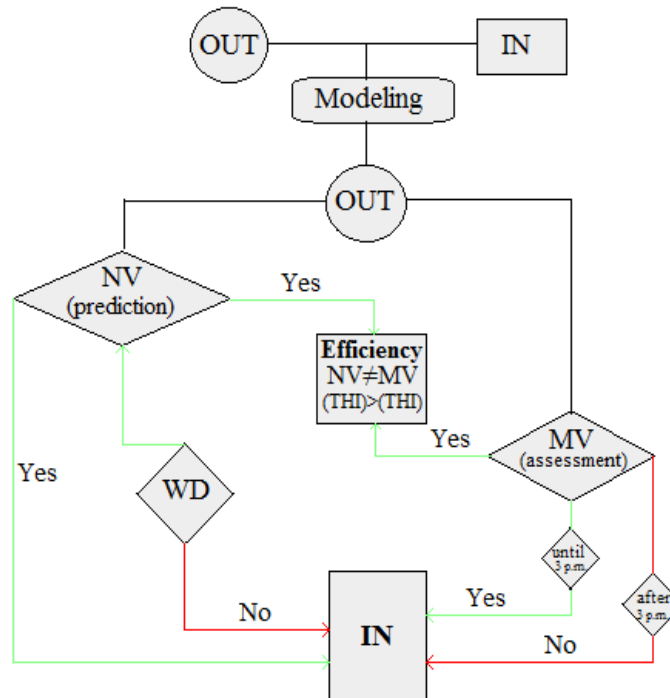 OUT
IN
Modeling
OUT
NV
(prediction)
Yes
Efficiency
NV≠MV
(THI)>(THI)
MV
(assessment)
Yes
Yes
WD
until
3 p.m.
after
3 p.m.
Yes
No
IN
No